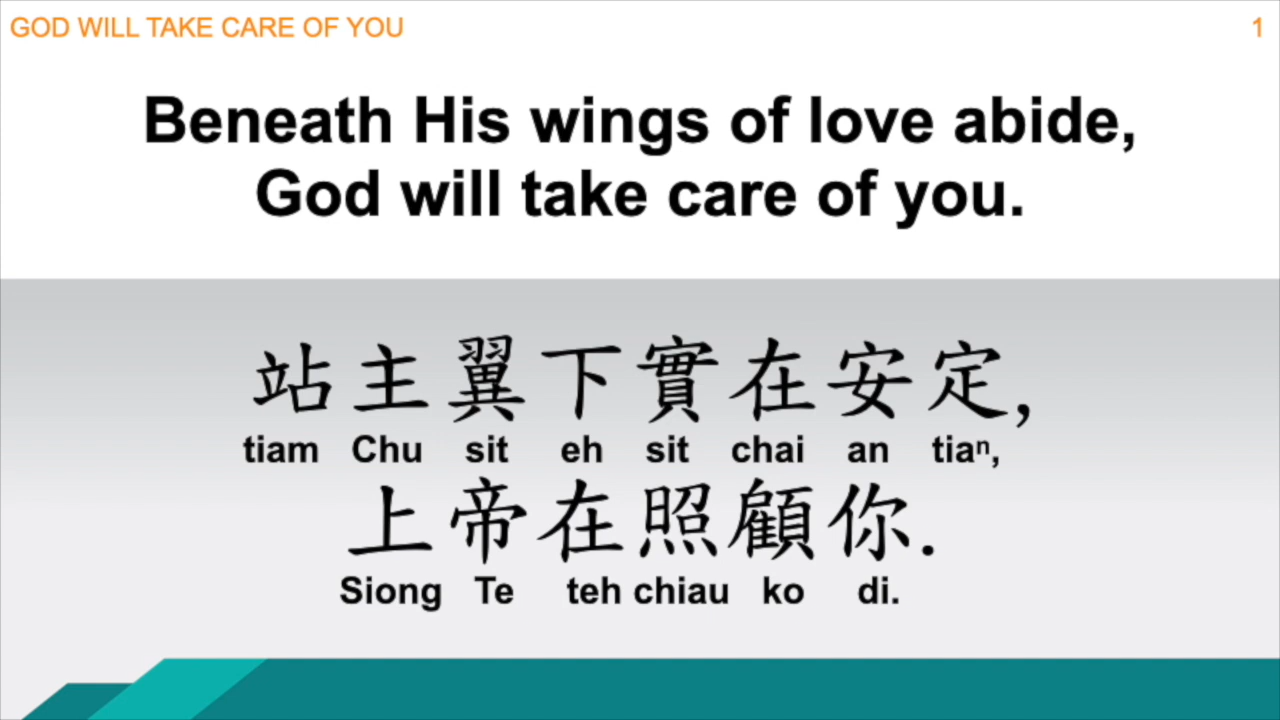 GOD WILL TAKE CARE OF YOU
1
Beneath His wings of love abide,
God will take care of you.
站主翼下實在安定,
tiam Chu sit eh sit chai an tiaⁿ,
上帝在照顧你.
Siong Te teh chiau ko di.